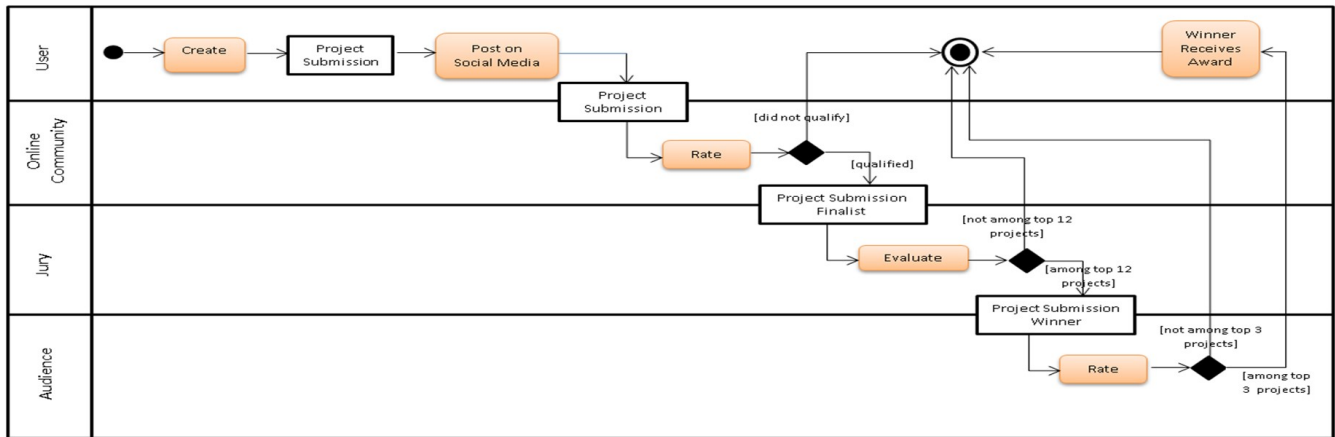 User
Create
Project
Submission
Post on
Social Media
Winner
Receives
Award
Project
Submission
Online
Community
[did not qualify]
Rate
[qualified]
Project Submission
Finalist
Jury
[not among top 12
projects]
Evaluate
[among top 12
projects]
Project Submission
Winner
Audience
[not among top 3
projects]
Rate
[among top
3 projects]